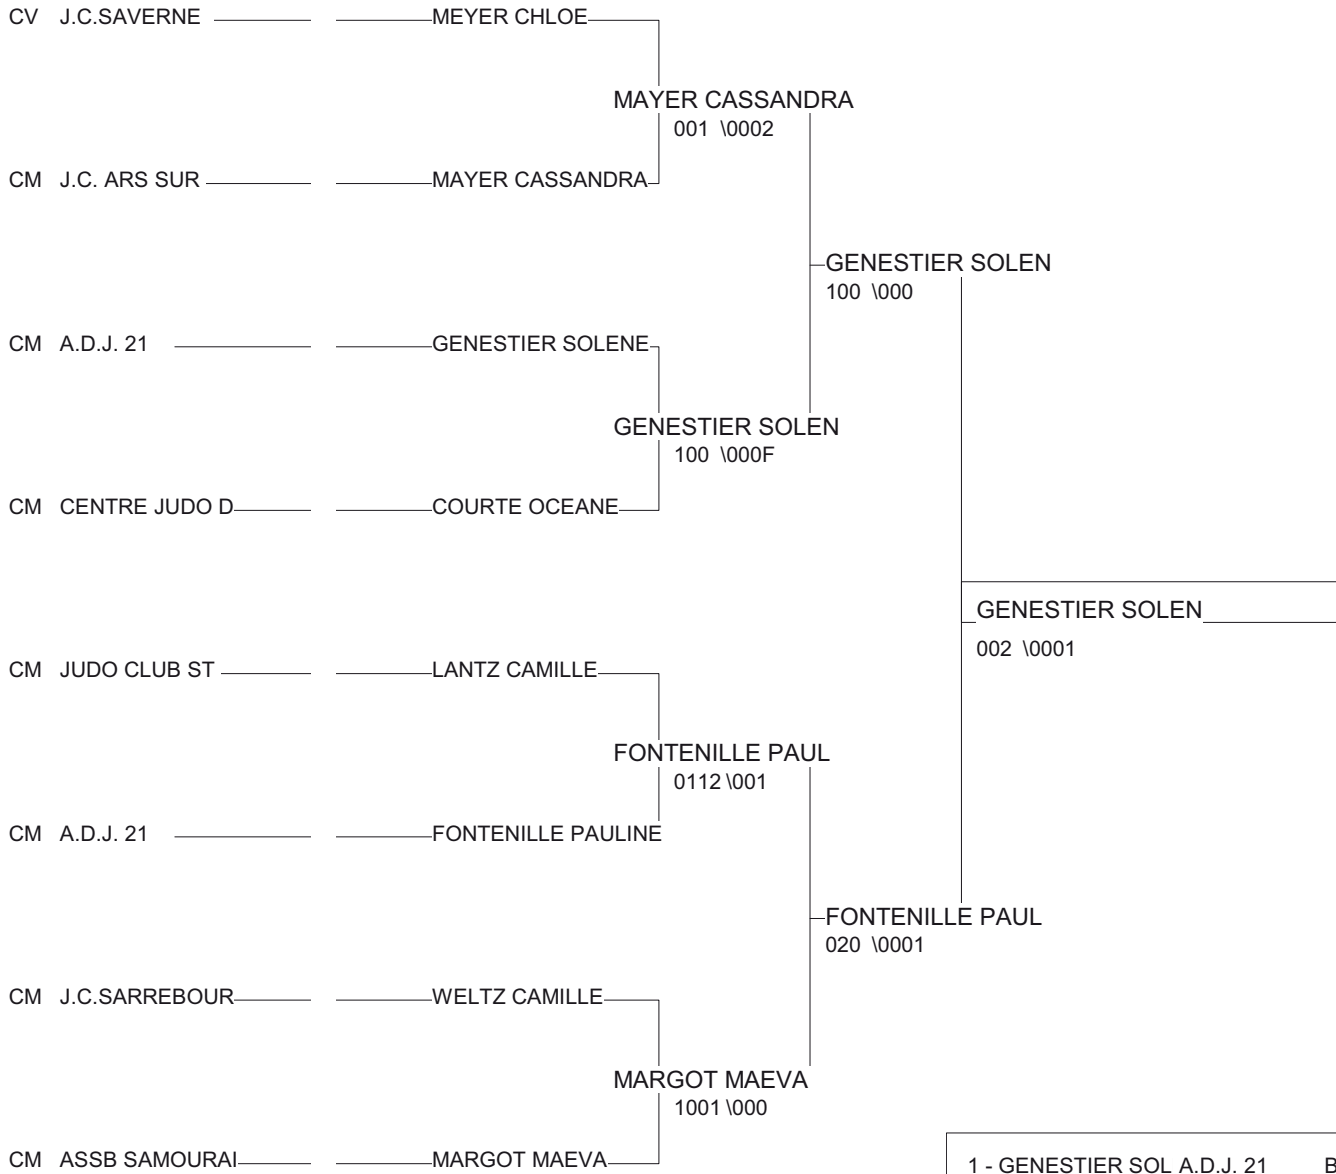 CV J.C.SAVERNE MEYER CHLOE
MAYER CASSANDRA
001 \0002
CM J.C. ARS SUR MAYER CASSANDRA
GENESTIER SOLEN
100 \000
CM A.D.J. 21 GENESTIER SOLENE
GENESTIER SOLEN
100 \000F
CM CENTRE JUDO D COURTE OCEANE
GENESTIER SOLEN
002 \0001
CM JUDO CLUB ST LANTZ CAMILLE
FONTENILLE PAUL
0112 \001
CM A.D.J. 21 FONTENILLE PAULINE
FONTENILLE PAUL
020 \0001
CM J.C.SARREBOUR WELTZ CAMILLE
MARGOT MAEVA
1001 \000
CM ASSB SAMOURAI MARGOT MAEVA
1 - GENESTIER SOL A.D.J. 21 B